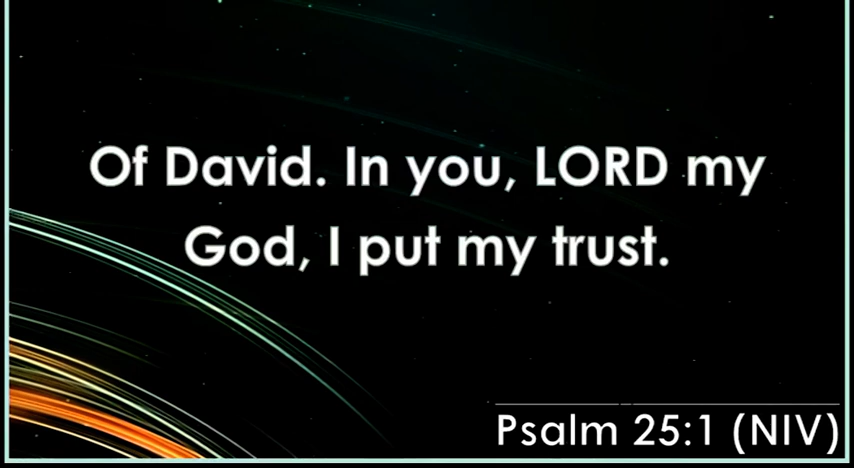 Of David. In you, LORD my
God, I put my trust.
Psalm 25:1 (NIV)